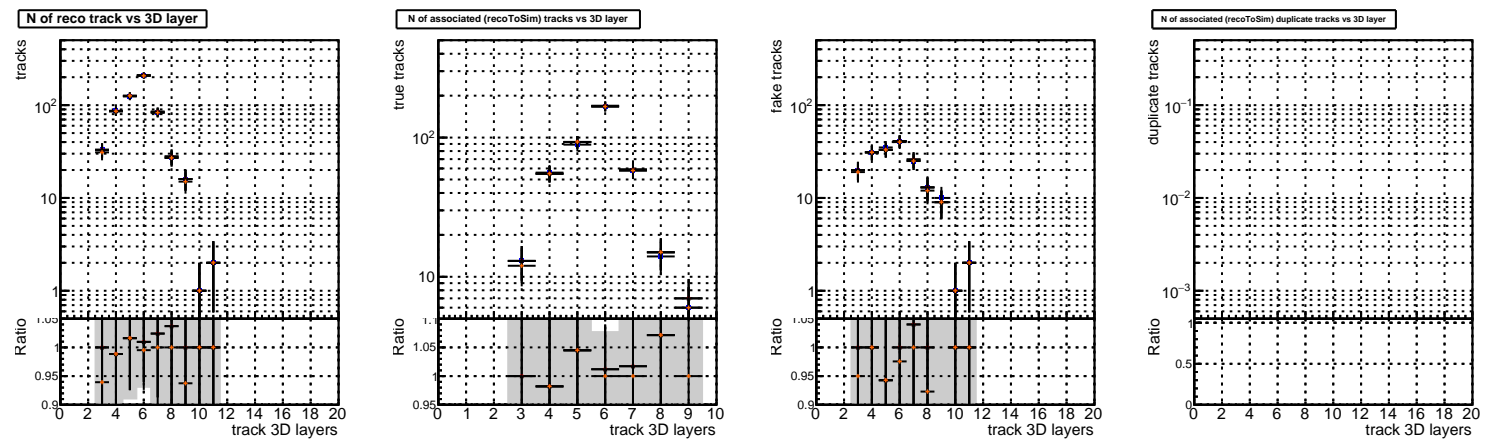 N of reco track vs 3D layer
tracks
10²
10
1
Ratio
1.05
1
0.95
0.9
0 2 4 6 8 10 12 14 16 18 20
track 3D layers
N of associated (recoToSim) tracks vs 3D layer
true tracks
10²
10
Ratio
1.1
1.05
1
0.95
0 1 2 3 4 5 6 7 8 9 10
track 3D layers
fake tracks
10²
10
1
Ratio
1.05
1
0.95
0.9
0 2 4 6 8 10 12 14 16 18 20
track 3D layers
N of associated (recoToSim) duplicate tracks vs 3D layer
duplicate tracks
10⁻¹
10⁻²
10⁻³
Ratio
1
0.5
0
0 2 4 6 8 10 12 14 16 18 20
track 3D layers